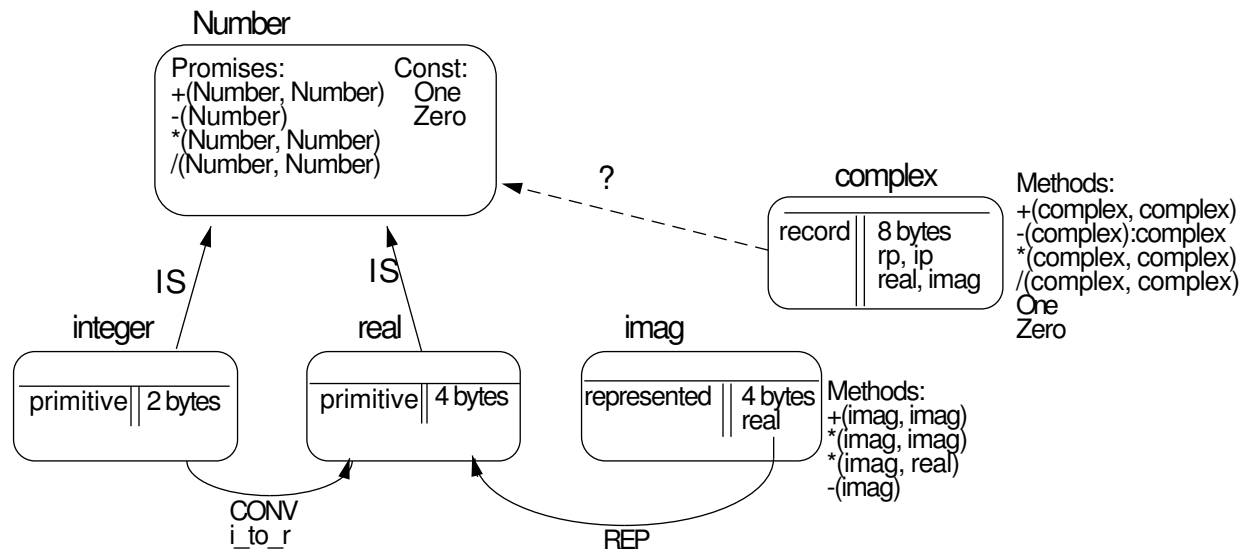 Number
Promises: Const:
+(Number, Number) One
-(Number) Zero
*(Number, Number)
/(Number, Number)
?
complex
record 8 bytes
rp, ip
real, imag
Methods:
+(complex, complex)
-(complex):complex
*(complex, complex)
/(complex, complex)
One
Zero
IS
IS
integer
primitive 2 bytes
real
primitive 4 bytes
imag
represented 4 bytes
real
Methods:
+(imag, imag)
*(imag, imag)
*(imag, real)
-(imag)
CONV
i_to_r
REP